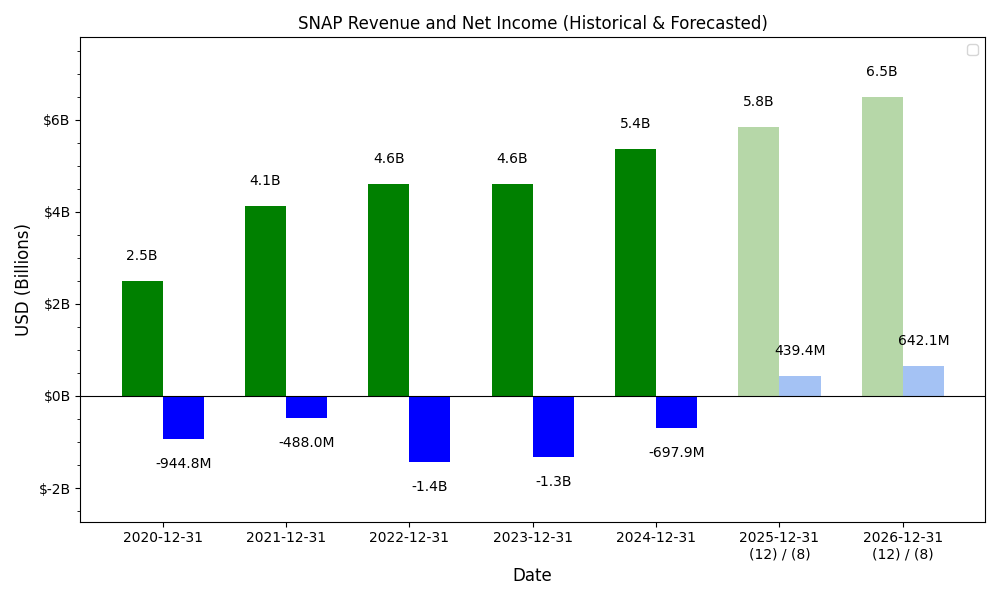 SNAP Revenue and Net Income (Historical & Forecasted)
USD (Billions)
$6B
$4B
$2B
$0B
$-2B
2.5B
4.1B
4.6B
4.6B
5.4B
5.8B
6.5B
-944.8M
-488.0M
-1.4B
-1.3B
-697.9M
439.4M
642.1M
2020-12-31
2021-12-31
2022-12-31
2023-12-31
2024-12-31
2025-12-31
(12) / (8)
2026-12-31
(12) / (8)
Date